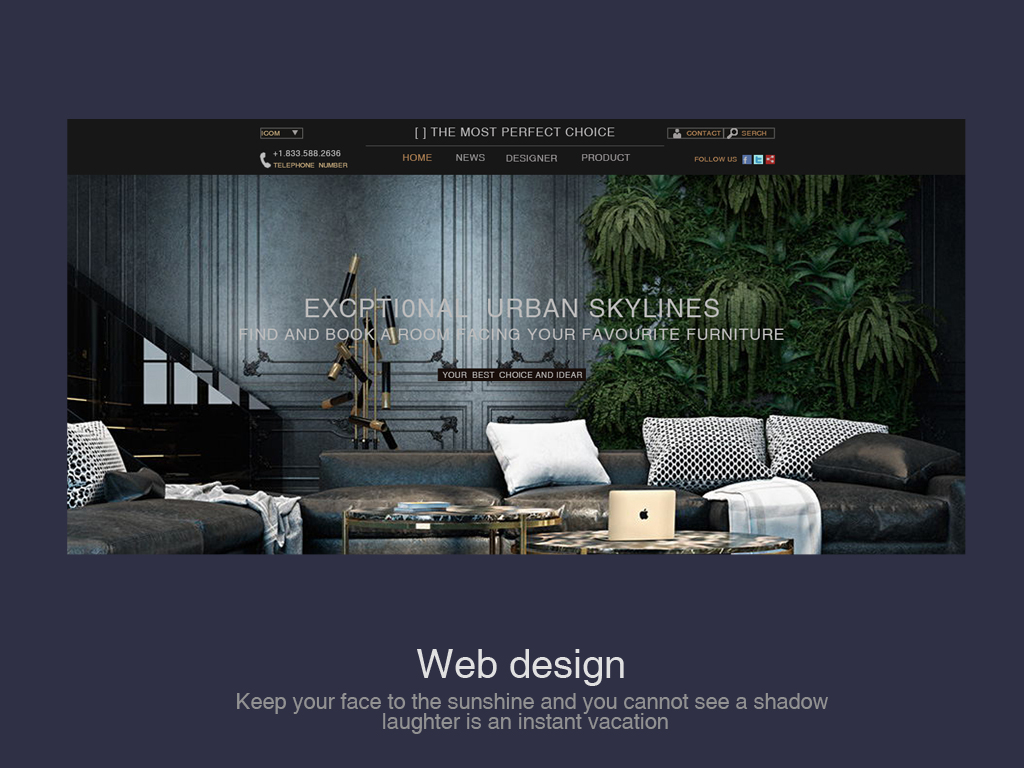 ICOM
[ ] THE MOST PERFECT CHOICE
CONTACT
SERCH
+1.833.588.2636
TELEPHONE NUMBER
HOME
NEWS
DESIGNER
PRODUCT
FOLLOW US
EXCPTI0NAL URBAN SKYLINES
FIND AND BOOK A ROOM FACING YOUR FAVOURITE FURNITURE
YOUR BEST CHOICE AND IDEAR
Web design
Keep your face to the sunshine and you cannot see a shadow
laughter is an instant vacation